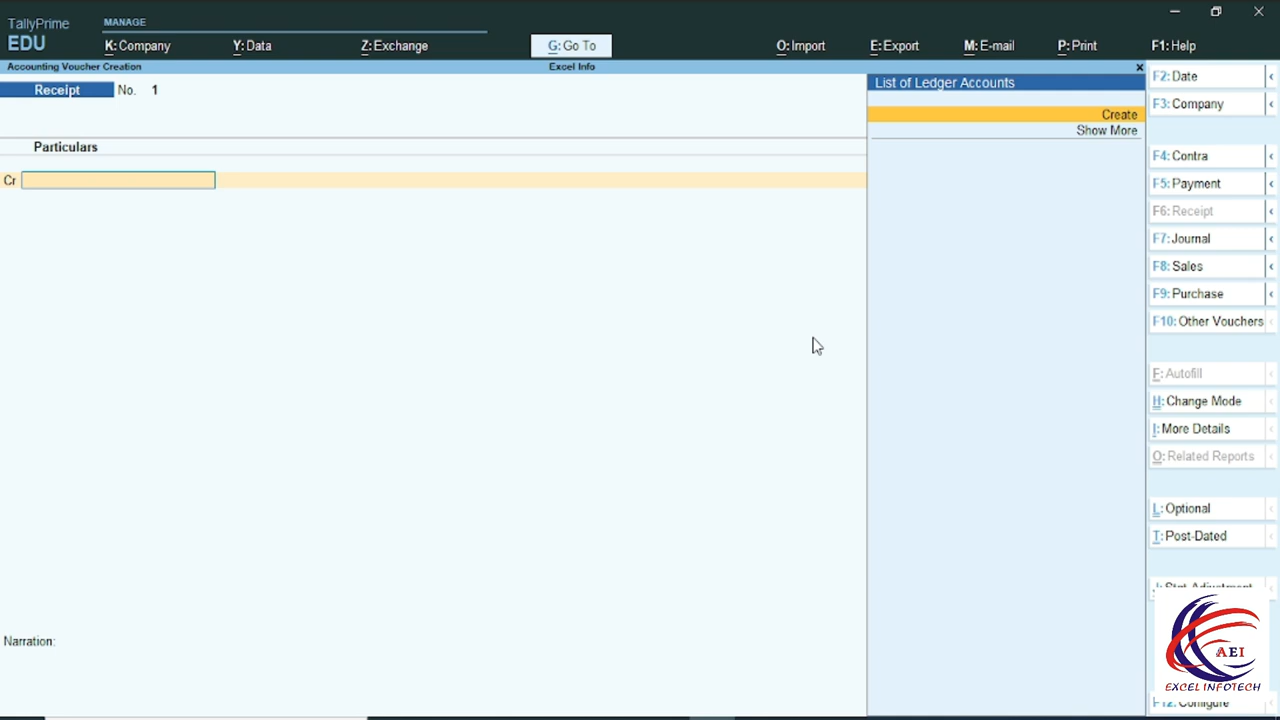 TallyPrime
EDU
MANAGE
K: Company
Y: Data
Z: Exchange
G: Go To
O: Import
E: Export
M: E-mail
P: Print
F1: Help
Accounting Voucher Creation
Excel Info
x
Receipt
No. 1
Particulars
Cr
Narration:
List of Ledger Accounts
Create
Show More
F2: Date
F3: Company
F4: Contra
F5: Payment
F6: Receipt
F7: Journal
F8: Sales
F9: Purchase
F10: Other Vouchers
F: Autofill
H: Change Mode
I: More Details
O: Related Reports
L: Optional
T: Post-Dated
AEI
EXCEL INFOTECH
F12: Configure